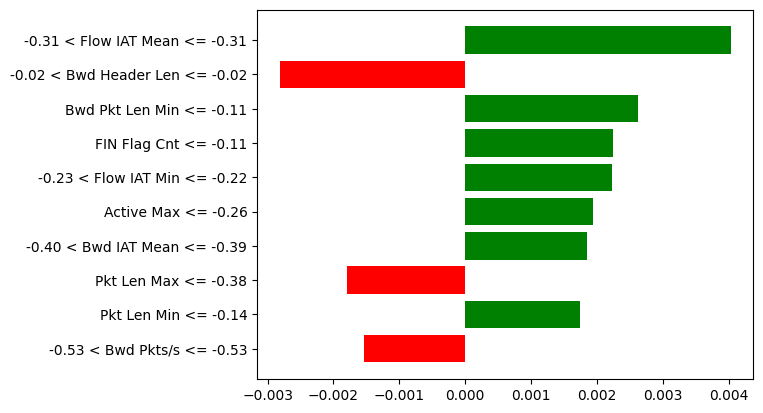 -0.31 < Flow IAT Mean <= -0.31
-0.02 < Bwd Header Len <= -0.02
Bwd Pkt Len Min <= -0.11
FIN Flag Cnt <= -0.11
-0.23 < Flow IAT Min <= -0.22
Active Max <= -0.26
-0.40 < Bwd IAT Mean <= -0.39
Pkt Len Max <= -0.38
Pkt Len Min <= -0.14
-0.53 < Bwd Pkts/s <= -0.53
−0.003 −0.002 −0.001 0.000 0.001 0.002 0.003 0.004